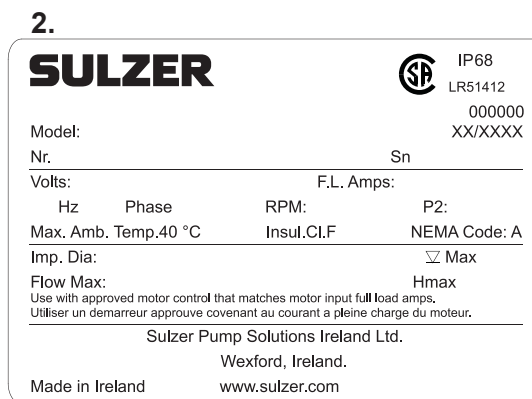 2.
SULZER
SA IP68
LR51412
000000
Model: XX/XXXX
Nr. Sn
Volts: F.L. Amps:
Hz Phase RPM: P2:
Max. Amb. Temp.40 °C Insul.Cl.F NEMA Code: A
Imp. Dia: Max
Flow Max: Hmax
Use with approved motor control that matches motor input full load amps.
Utiliser un demarreur approuve covenant au courant a pleine charge du moteur.
Sulzer Pump Solutions Ireland Ltd.
Wexford, Ireland.
Made in Ireland www.sulzer.com